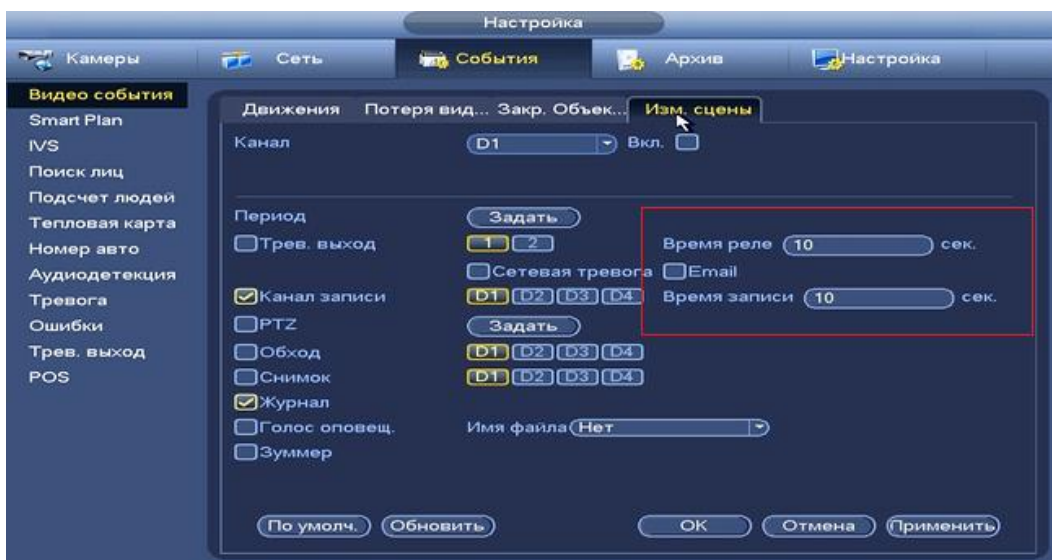 Настройка
Камеры Сеть События Архив Настройка
Видео события
Smart Plan
IVS
Поиск лиц
Подсчет людей
Тепловая карта
Номер авто
Аудиодетекция
Тревога
Ошибки
Трев. выход
POS
Движения Потеря вид... Закр. Объек... Изм. сцены
Канал D1 Вкл.
Период Задать
Трев. выход 1 2 Время реле 10 сек.
Сетевая тревога Email
Канал записи D1 D2 D3 D4 Время записи 10 сек.
PTZ Задать
Обход D1 D2 D3 D4
Снимок D1 D2 D3 D4
Журнал
Голос оповещ. Имя файла Нет
Зуммер
По умолч. Обновить OK Отмена Применить